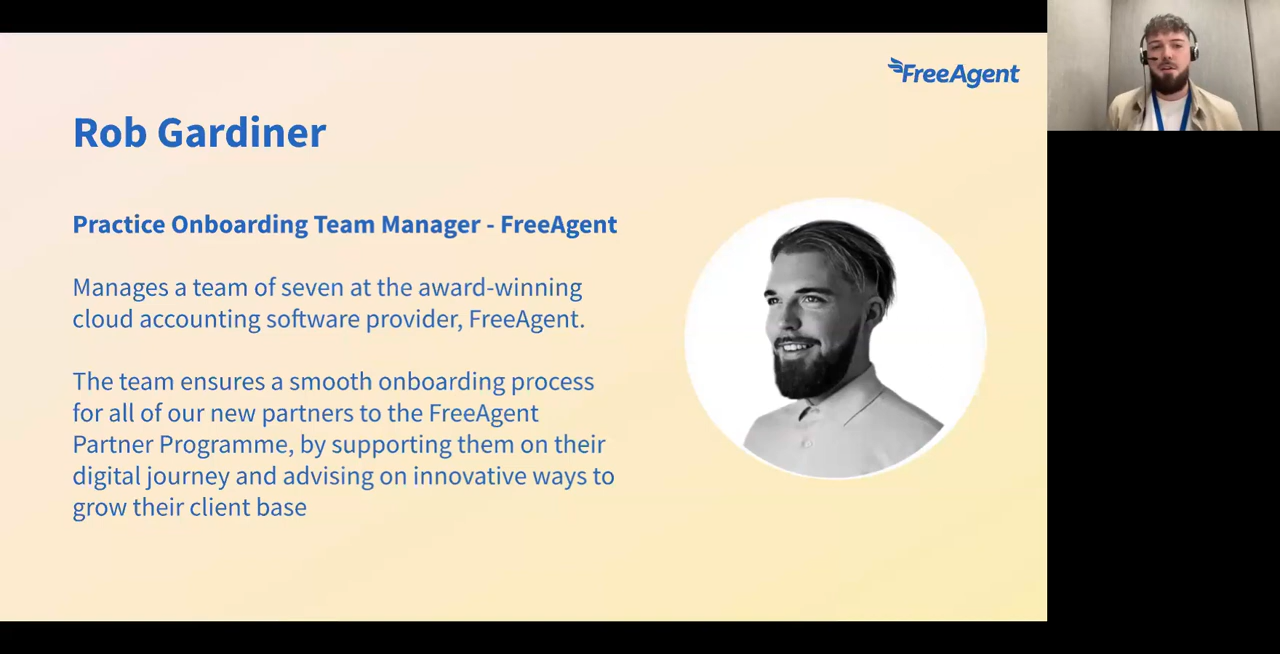 FreeAgent
Rob Gardiner
Practice Onboarding Team Manager - FreeAgent
Manages a team of seven at the award-winning
cloud accounting software provider, FreeAgent.
The team ensures a smooth onboarding process
for all of our new partners to the FreeAgent
Partner Programme, by supporting them on their
digital journey and advising on innovative ways to
grow their client base